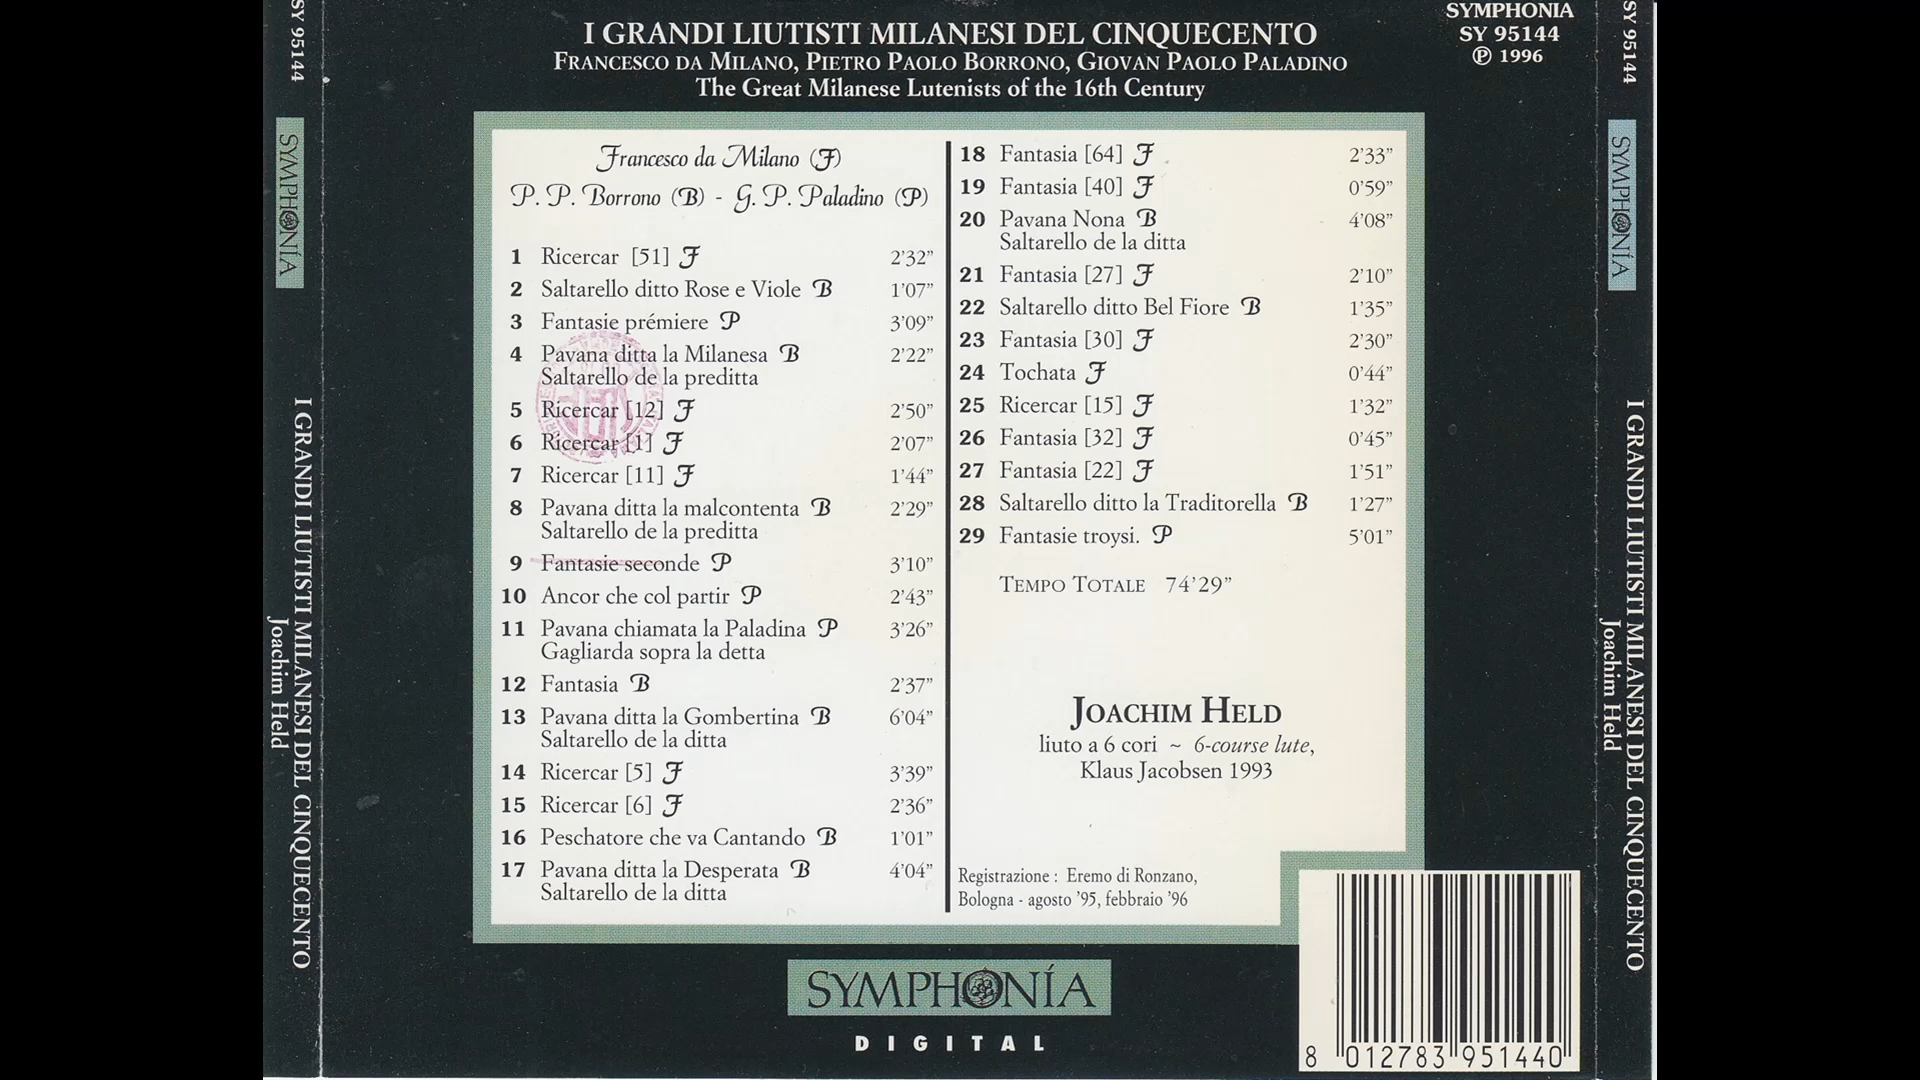 I GRANDI LIUTISTI MILANESI DEL CINQUECENTO
FRANCESCO DA MILANO, PIETRO PAOLO BORRONO, GIOVAN PAOLO PALADINO
The Great Milanese Lutenists of the 16th Century
SYMPHONIA
SY 95144
℗ 1996
SY 95144
SYMPHONÍA
I GRANDI LIUTISTI MILANESI DEL CINQUECENTO
Joachim Held
Francesco da Milano (F)
P. P. Borrono (B) - G. P. Paladino (P)
1 Ricercar [51] F 2'32"
2 Saltarello ditto Rose e Viole B 1'07"
3 Fantasie prémiere P 3'09"
4 Pavana ditta la Milanesa B 2'22"
Saltarello de la preditta
5 Ricercar [12] F 2'50"
6 Ricercar [1] F 2'07"
7 Ricercar [11] F 1'44"
8 Pavana ditta la malcontenta B 2'29"
Saltarello de la preditta
9 Fantasie seconde P 3'10"
10 Ancor che col partir P 2'43"
11 Pavana chiamata la Paladina P 3'26"
Gagliarda sopra la detta
12 Fantasia B 2'37"
13 Pavana ditta la Gombertina B 6'04"
Saltarello de la ditta
14 Ricercar [5] F 3'39"
15 Ricercar [6] F 2'36"
16 Peschatore che va Cantando B 1'01"
17 Pavana ditta la Desperata B 4'04"
Saltarello de la ditta
18 Fantasia [64] F 2'33"
19 Fantasia [40] F 0'59"
20 Pavana Nona B 4'08"
Saltarello de la ditta
21 Fantasia [27] F 2'10"
22 Saltarello ditto Bel Fiore B 1'35"
23 Fantasia [30] F 2'30"
24 Tochata F 0'44"
25 Ricercar [15] F 1'32"
26 Fantasia [32] F 0'45"
27 Fantasia [22] F 1'51"
28 Saltarello ditto la Traditorella B 1'27"
29 Fantasie troysi. P 5'01"
TEMPO TOTALE 74'29"
JOACHIM HELD
liuto a 6 cori ~ 6-course lute,
Klaus Jacobsen 1993
Registrazione : Eremo di Ronzano,
Bologna - agosto '95, febbraio '96
SYMPHONÍA
DIGITAL
8 012783 951440
SY 95144
SYMPHONÍA
I GRANDI LIUTISTI MILANESI DEL CINQUECENTO
Joachim Held